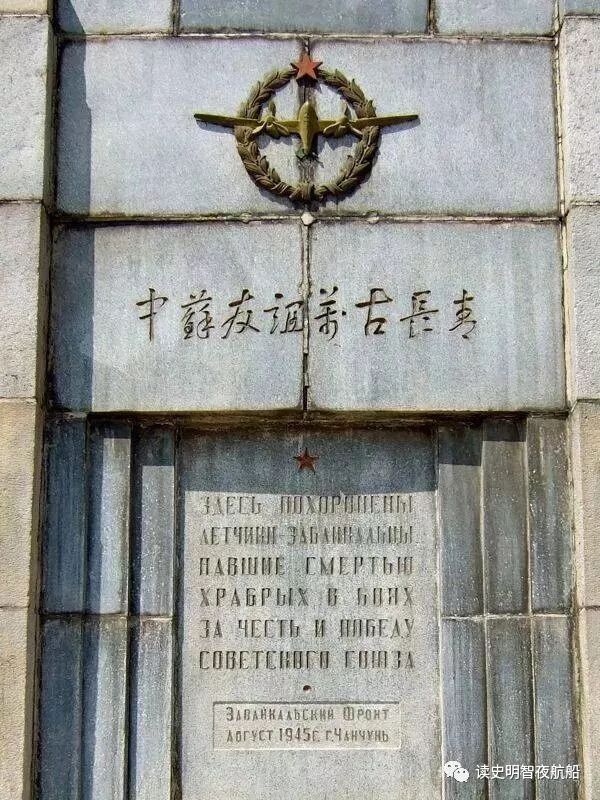 中蘇友誼萬古長青
ЗДЕСЬ ПОХОРОНЕНЫ
ЛЕТЧИКИ-ЗАБАЙКАЛЬЦЫ
ПАВШИЕ СМЕРТЬЮ
ХРАБРЫХ В БОЯХ
ЗА ЧЕСТЬ И ПОБЕДУ
СОВЕТСКОГО СОЮЗА
ЗАБАЙКАЛЬСКИЙ ФРОНТ
АВГУСТ 1945 Г. Г. ЧАНЧУНЬ
读史明智夜航船